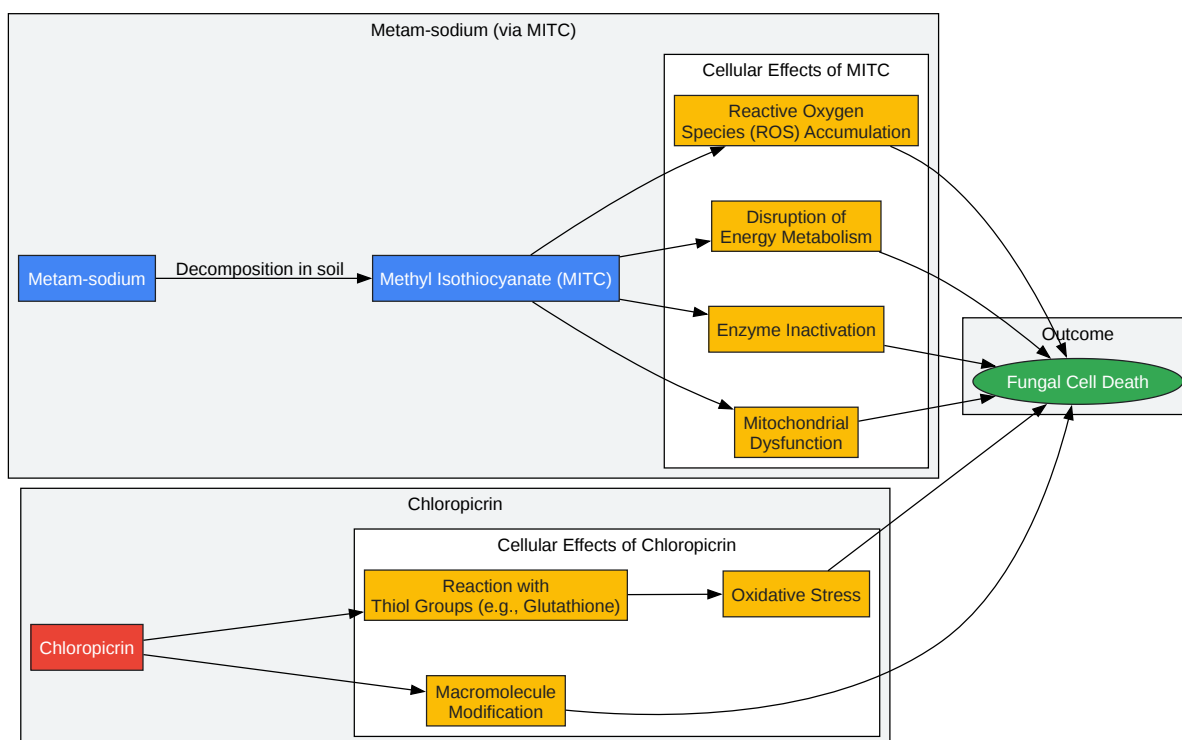 Metam-sodium (via MITC)
Cellular Effects of MITC
Reactive Oxygen
Species (ROS) Accumulation
Disruption of
Energy Metabolism
Metam-sodium
Decomposition in soil
Methyl Isothiocyanate (MITC)
Enzyme Inactivation
Mitochondrial
Dysfunction
Outcome
Fungal Cell Death
Chloropicrin
Cellular Effects of Chloropicrin
Reaction with
Thiol Groups (e.g., Glutathione)
Oxidative Stress
Chloropicrin
Macromolecule
Modification